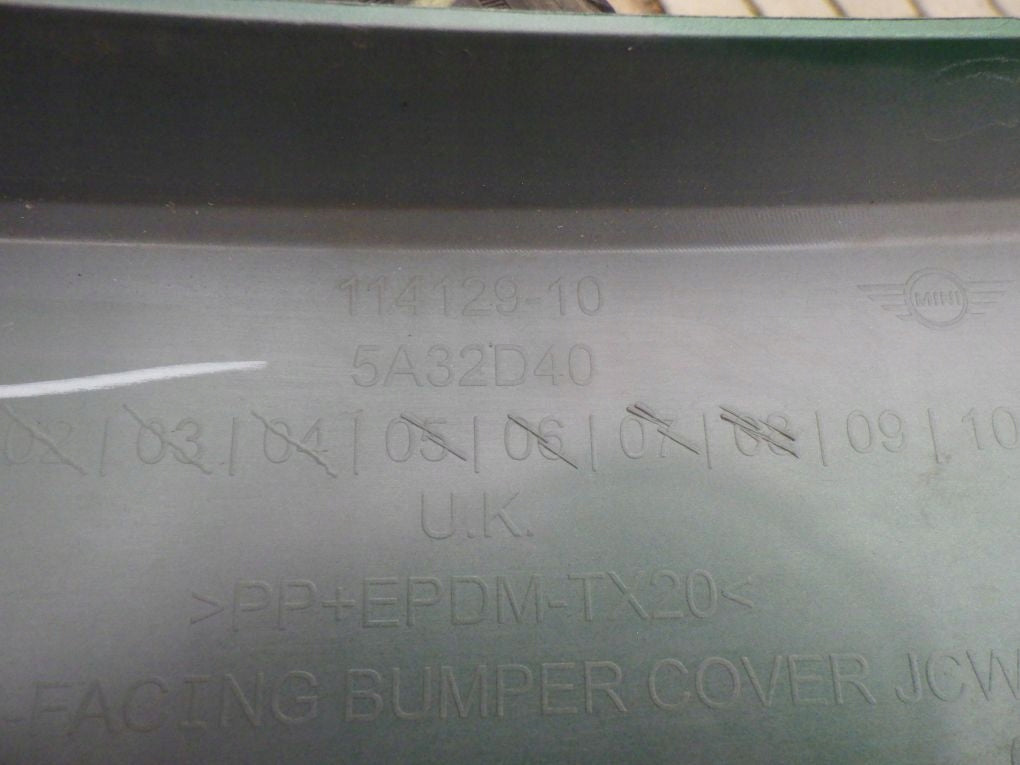 114129-10
MINI
5A32D40
02 | 03 | 04 | 05 | 06 | 07 | 08 | 09 | 10
U.K.
>PP+EPDM-TX20<
-FACING BUMPER COVER JCW